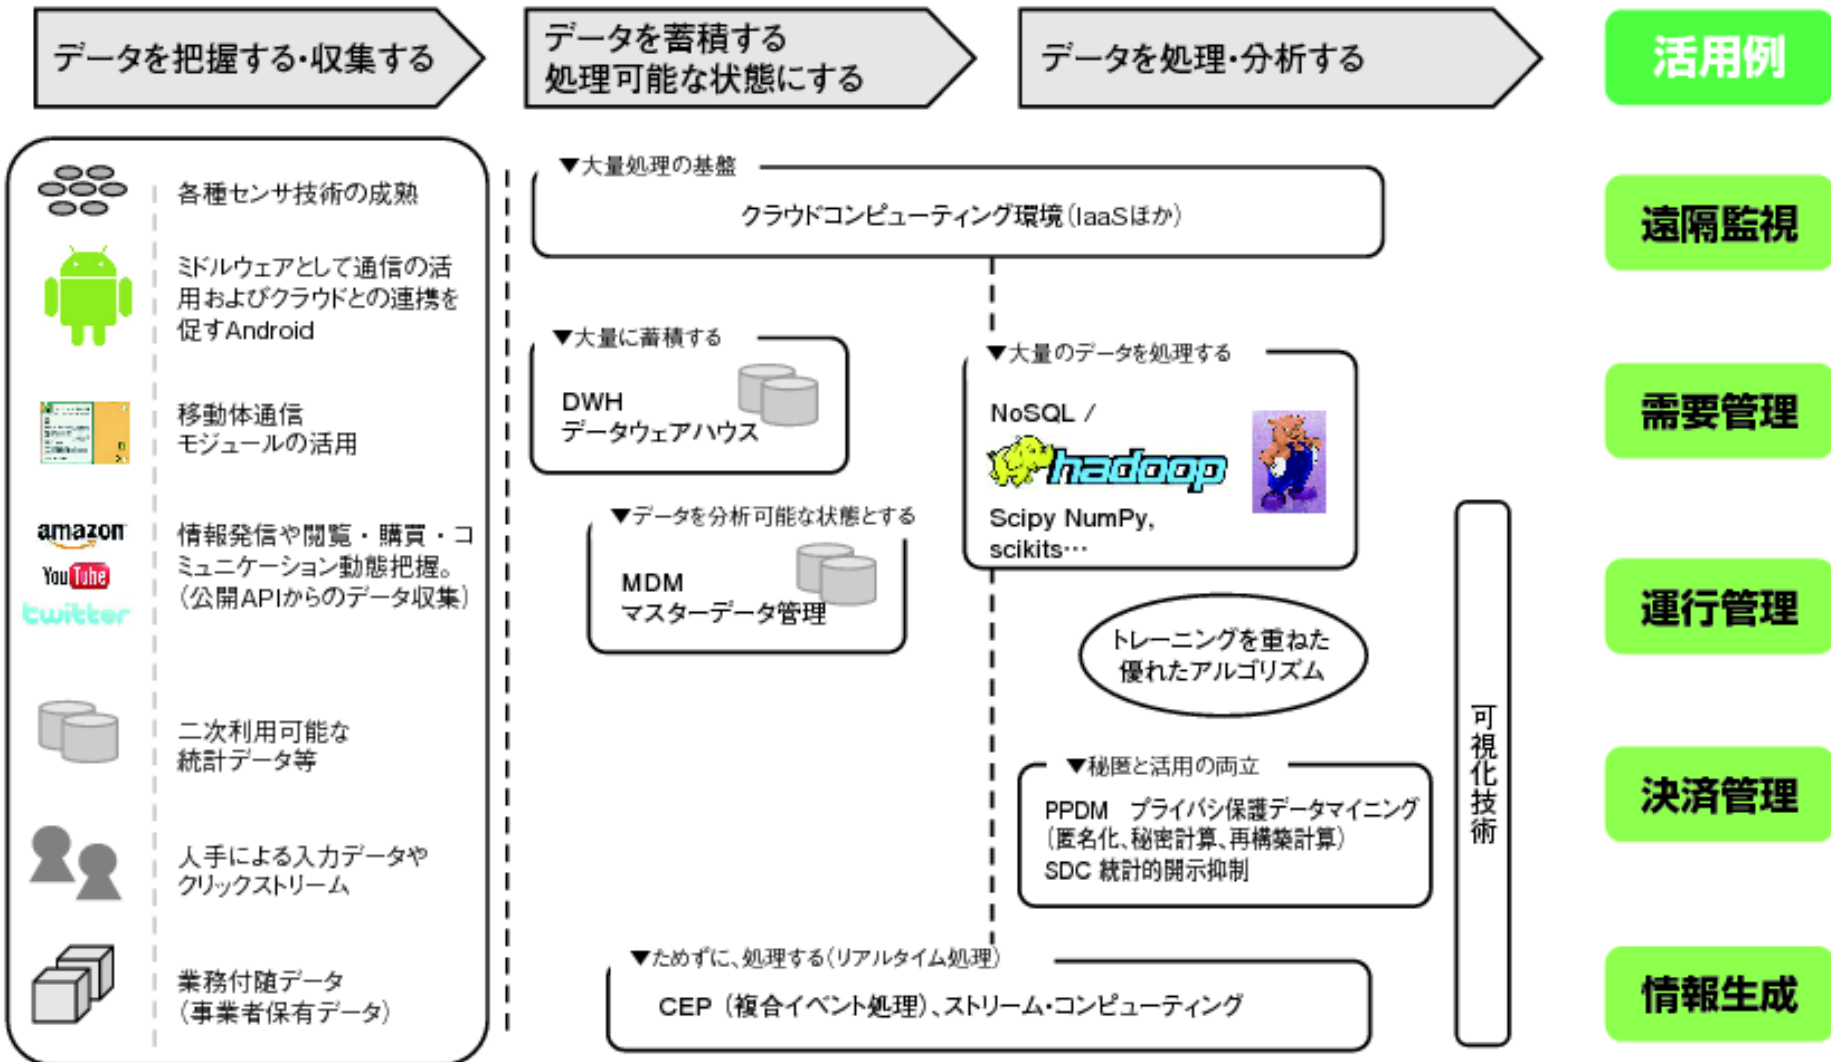 データを把握する・収集する
データを蓄積する
処理可能な状態にする
データを処理・分析する
活用例
各種センサ技術の成熟
ミドルウェアとして通信の活
用およびクラウドとの連携を
促すAndroid
移動体通信
モジュールの活用
amazon
YouTube
twitter
情報発信や閲覧・購買・コ
ミュニケーション動態把握。
（公開APIからのデータ収集）
二次利用可能な
統計データ等
人手による入力データや
クリックストリーム
業務付随データ
（事業者保有データ）
▼大量処理の基盤
クラウドコンピューティング環境（IaaSほか）
▼大量に蓄積する
DWH
データウェアハウス
▼データを分析可能な状態とする
MDM
マスターデータ管理
▼大量のデータを処理する
NoSQL /
hadoop
Scipy NumPy,
scikits…
トレーニングを重ねた
優れたアルゴリズム
▼秘匿と活用の両立
PPDM　プライバシ保護データマイニング
（匿名化、秘密計算、再構築計算）
SDC 統計的開示抑制
▼ためずに、処理する（リアルタイム処理）
CEP（複合イベント処理）、ストリーム・コンピューティング
可視化技術
遠隔監視
需要管理
運行管理
決済管理
情報生成